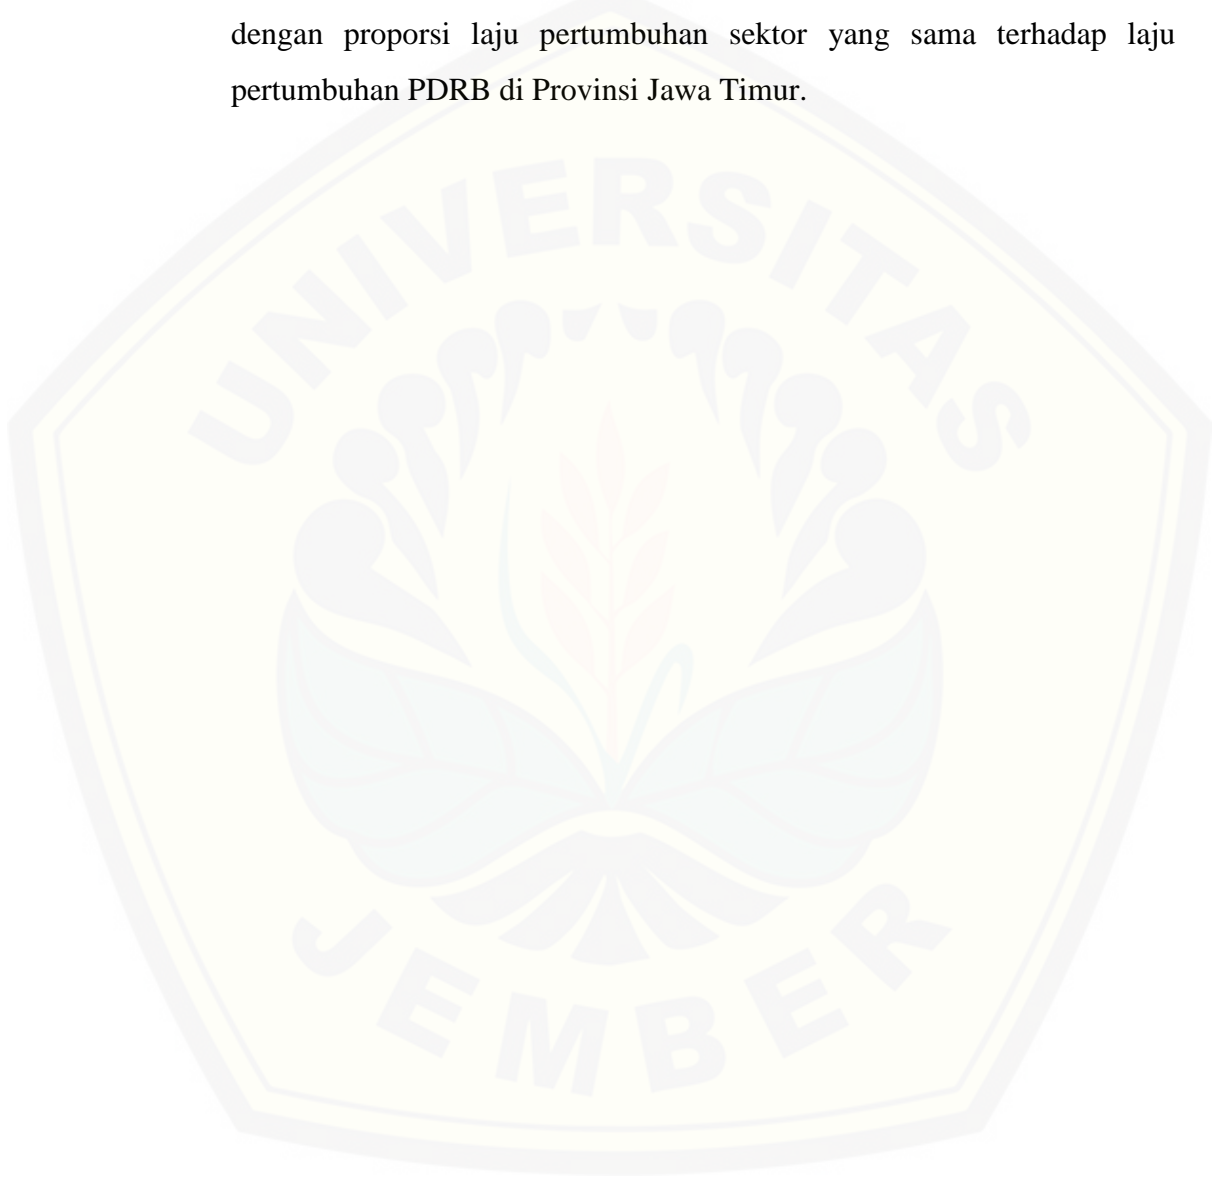 dengan proporsi laju pertumbuhan sektor yang sama terhadap laju
pertumbuhan PDRB di Provinsi Jawa Timur.
UNIVERSITAS
JEMBER